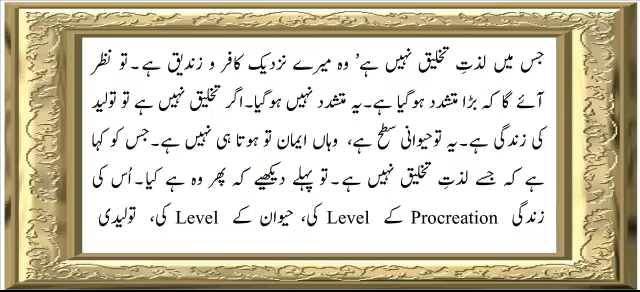 جس میں لذتِ تخلیق نہیں ہے’ وہ میرے نزدیک کافر و زندیق ہے۔تو نظر
آئے گا کہ بڑا متشدد ہوگیا ہے۔یہ متشدد نہیں ہوگیا۔اگر تخلیق نہیں ہے تو تولید
کی زندگی ہے۔یہ توحیوانی سطح ہے، وہاں ایمان تو ہوتا ہی نہیں ہے۔جس کو کہا
ہے کہ جسے لذتِ تخلیق نہیں ہے۔تو پہلے دیکھیے کہ پھر وہ ہے کیا۔اُس کی
زندگی Procreation کے Level کی، حیوان کے Level کی، تولیدی